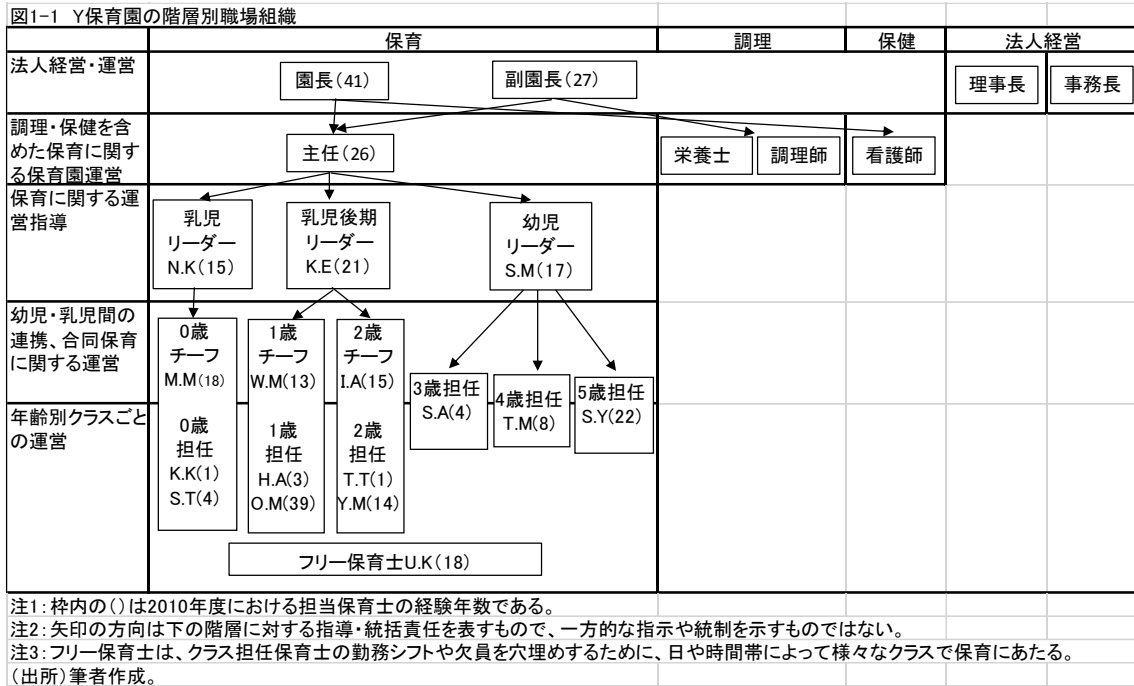 図1-1 Y保育園の階層別職場組織
保育
調理
保健
法人経営
法人経営・運営
園長(41)
副園長(27)
理事長
事務長
調理・保健を含
めた保育に関す
る保育園運営
主任(26)
栄養士
調理師
看護師
保育に関する運
営指導
乳児
リーダー
N.K(15)
乳児後期
リーダー
K.E(21)
幼児
リーダー
S.M(17)
幼児・乳児間の
連携、合同保育
に関する運営
0歳
チーフ
M.M(18)
1歳
チーフ
W.M(13)
2歳
チーフ
I.A(15)
3歳担任
S.A(4)
4歳担任
T.M(8)
5歳担任
S.Y(22)
年齢別クラスごと
の運営
0歳
担任
K.K(1)
S.T(4)
1歳
担任
H.A(3)
O.M(39)
2歳
担任
T.T(1)
Y.M(14)
フリー保育士U.K(18)
注1:枠内の()は2010年度における担当保育士の経験年数である。
注2:矢印の方向は下の階層に対する指導・統括責任を表すもので、一方的な指示や統制を示すものではない。
注3:フリー保育士は、クラス担任保育士の勤務シフトや欠員を穴埋めするために、日や時間帯によって様々なクラスで保育にあたる。
(出所)筆者作成。